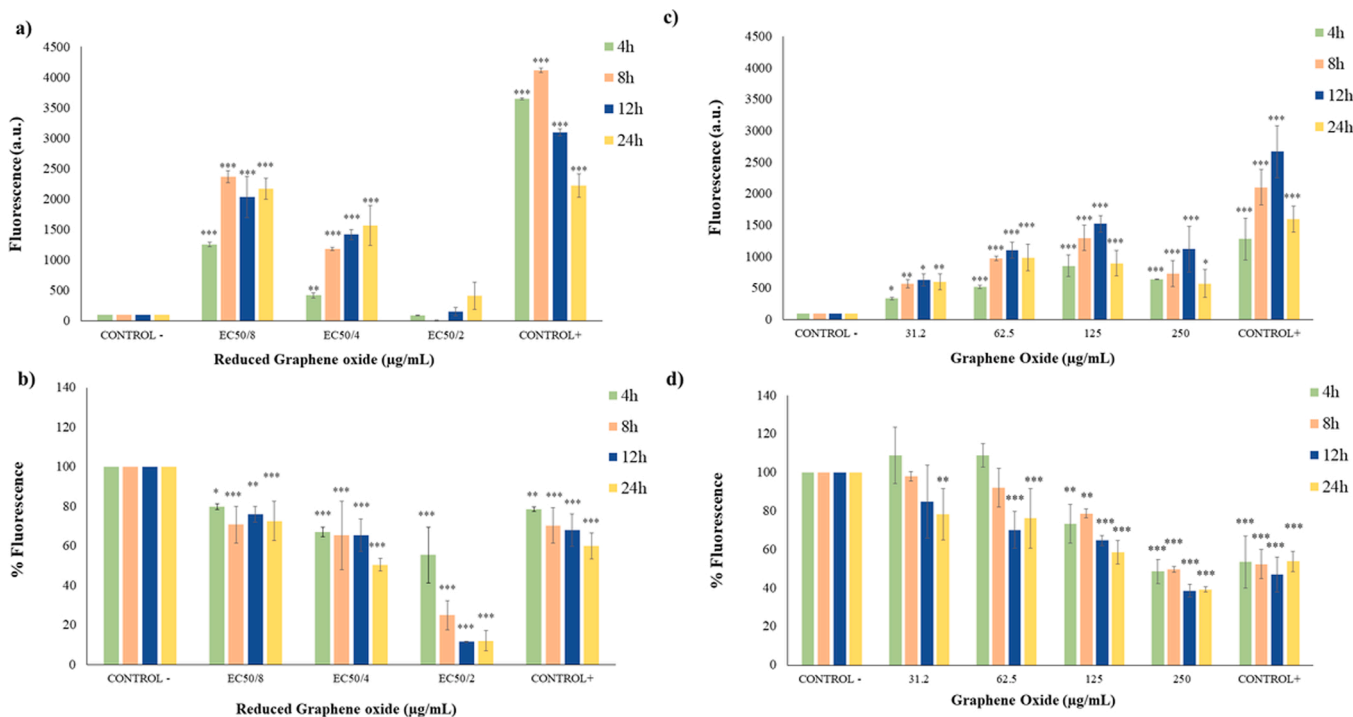 a)
Fluorescence (a.u.)
4500
4000
3500
3000
2500
2000
1500
1000
500
0
*** *** *** ***
** *** *** ***
*** *** *** ***
CONTROL - EC50/8 EC50/4 EC50/2 CONTROL+
Reduced Graphene oxide (µg/mL)
4h
8h
12h
24h
c)
Fluorescence (a.u.)
4500
4000
3500
3000
2500
2000
1500
1000
500
0
* ** * **
*** *** *** ***
*** *** *** ***
*** *** *** *
*** *** *** ***
CONTROL - 31.2 62.5 125 250 CONTROL+
Graphene Oxide (µg/mL)
4h
8h
12h
24h
b)
% Fluorescence
140
120
100
80
60
40
20
0
* *** ** ***
*** *** *** ***
*** *** *** ***
** *** *** ***
CONTROL - EC50/8 EC50/4 EC50/2 CONTROL+
Reduced Graphene oxide (µg/mL)
4h
8h
12h
24h
d)
% Fluorescence
140
120
100
80
60
40
20
0
**
*** ***
** ** *** ***
*** *** *** ***
*** *** *** ***
CONTROL - 31.2 62.5 125 250 CONTROL+
Graphene Oxide (µg/mL)
4h
8h
12h
24h